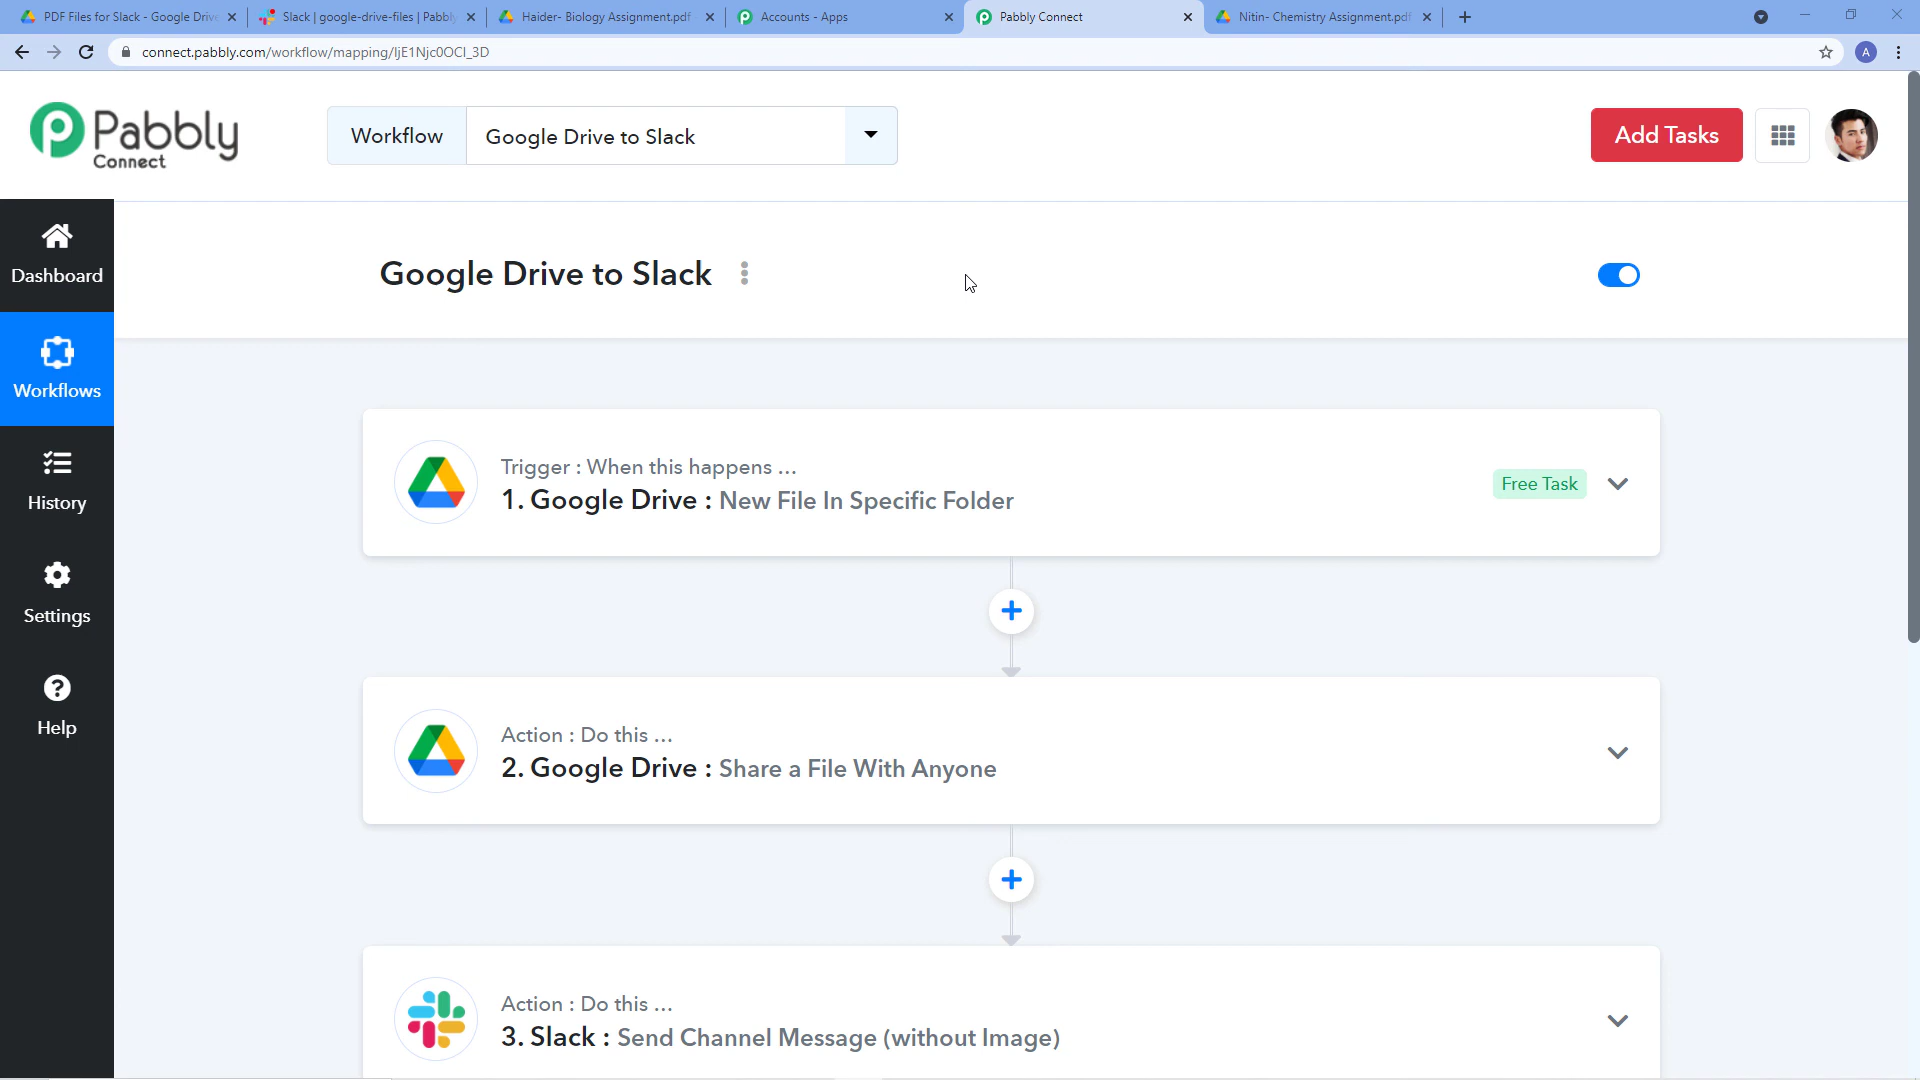 PDF Files for Slack - Google Drive
Slack | google-drive-files | Pabbly
Haider- Biology Assignment.pdf
Accounts - Apps
Pabbly Connect
Nitin- Chemistry Assignment.pdf
connect.pabbly.com/workflow/mapping/IjE1Njc0OCI_3D
A
Pabbly
Connect
Workflow
Google Drive to Slack
Add Tasks
Dashboard
Workflows
History
Settings
Help
Google Drive to Slack
Trigger : When this happens ...
1. Google Drive : New File In Specific Folder
Free Task
Action : Do this ...
2. Google Drive : Share a File With Anyone
Action : Do this ...
3. Slack : Send Channel Message (without Image)